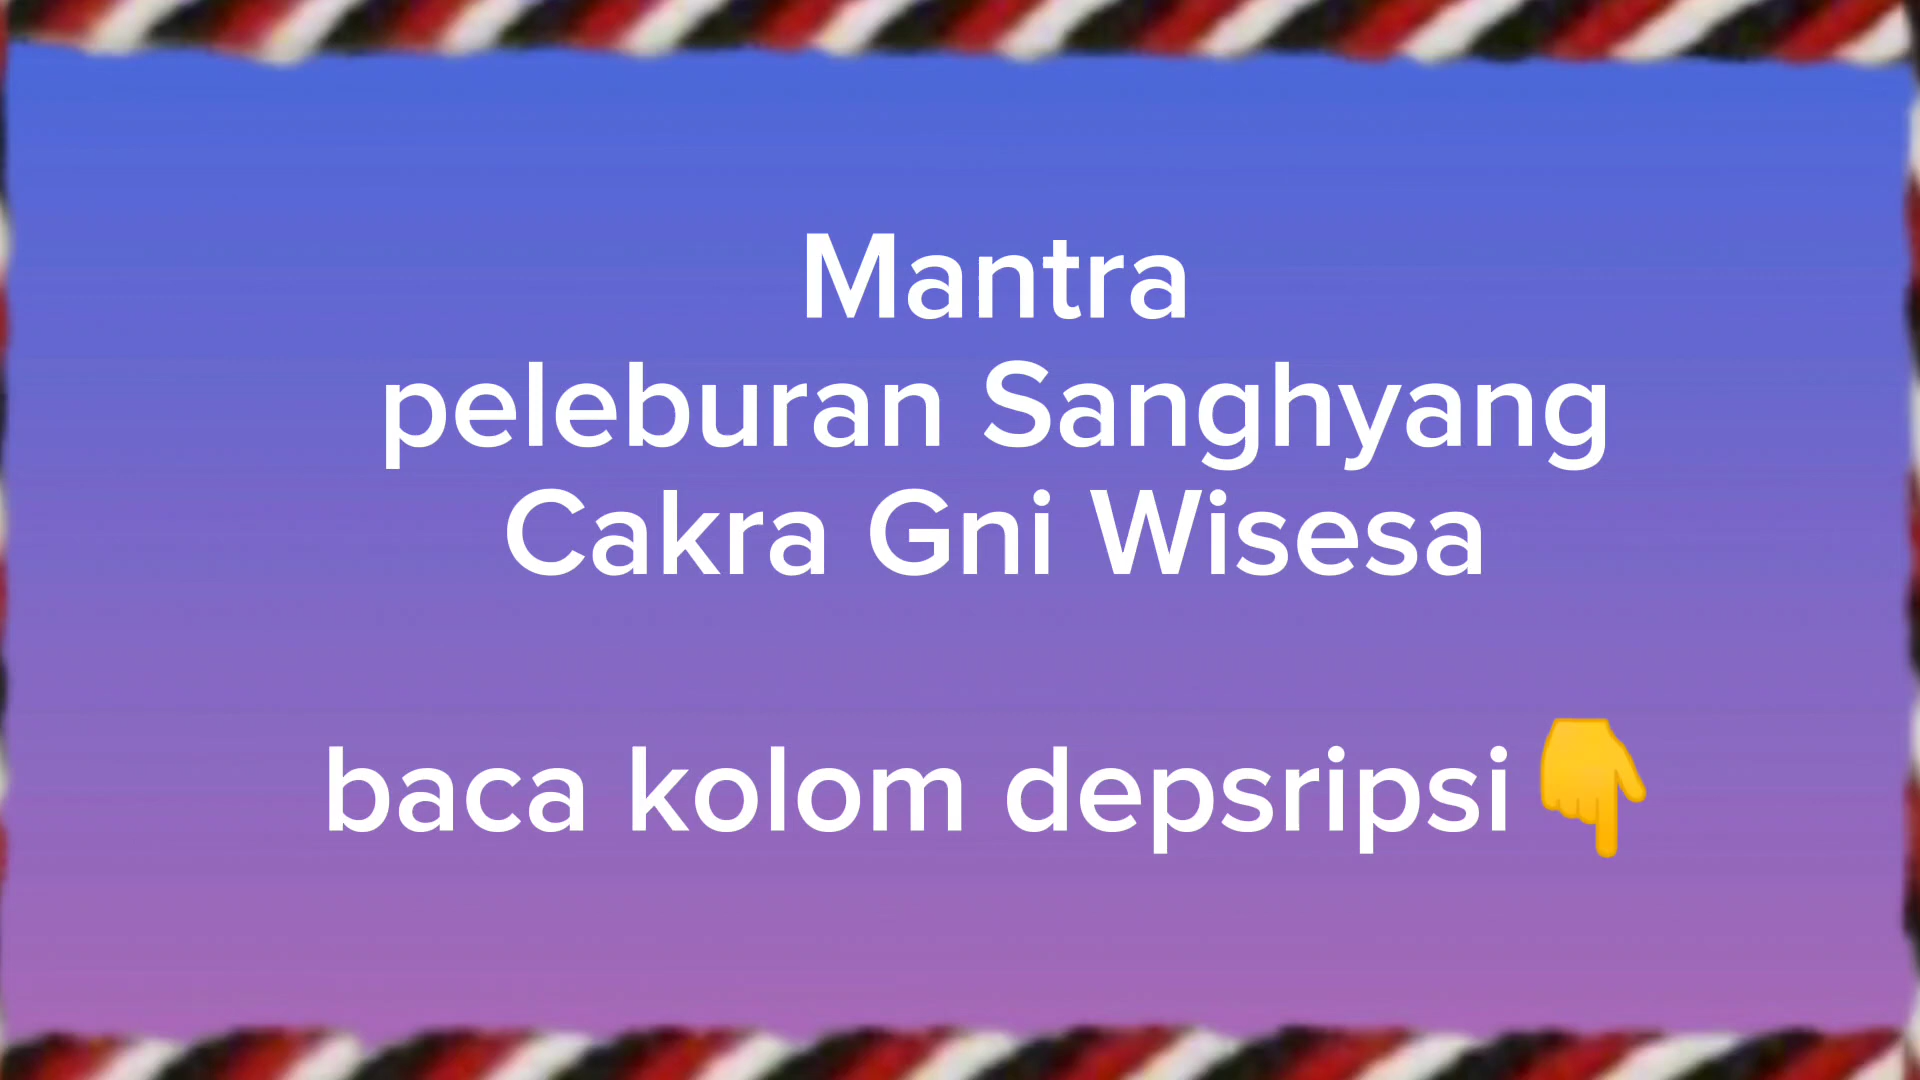 Mantra
peleburan Sanghyang
Cakra Gni Wisesa
baca kolom depsripsi👇